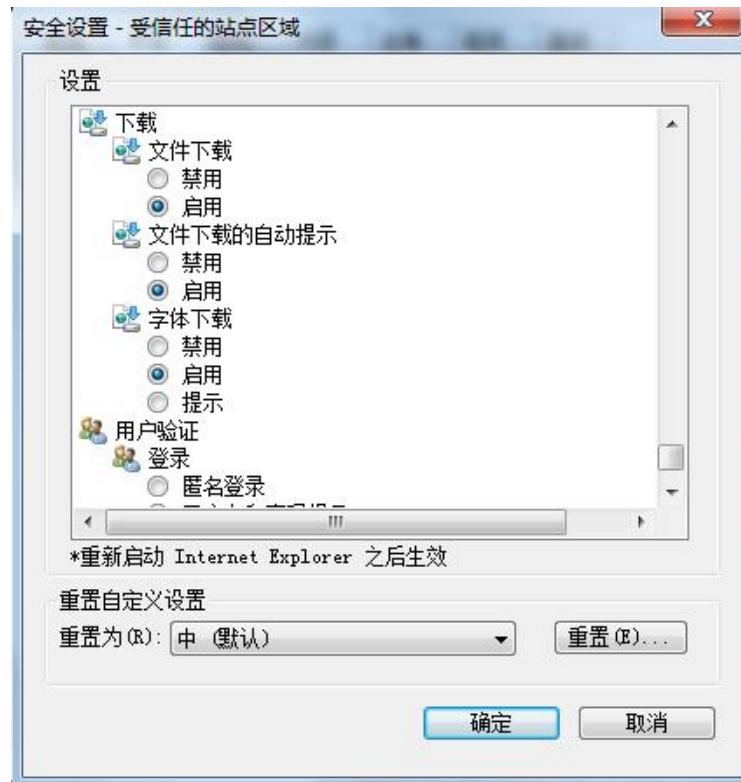 安全设置 - 受信任的站点区域
设置
下载
文件下载
禁用
启用
文件下载的自动提示
禁用
启用
字体下载
禁用
启用
提示
用户验证
登录
匿名登录
*重新启动 Internet Explorer 之后生效
重置自定义设置
重置为(R): 中 (默认) 重置(E)...
确定 取消